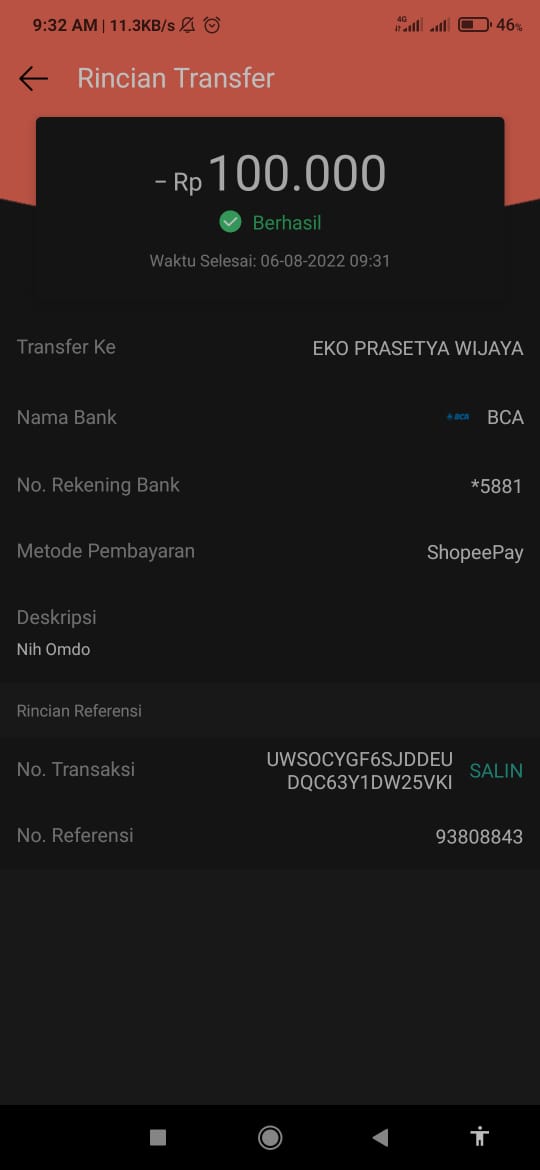 9:32 AM | 11.3KB/s 4G 46%
Rincian Transfer
- Rp 100.000
Berhasil
Waktu Selesai: 06-08-2022 09:31
Transfer Ke EKO PRASETYA WIJAYA
Nama Bank BCA BCA
No. Rekening Bank *5881
Metode Pembayaran ShopeePay
Deskripsi
Nih Omdo
Rincian Referensi
No. Transaksi UWSOCYGF6SJDDEU
DQC63Y1DW25VKI SALIN
No. Referensi 93808843